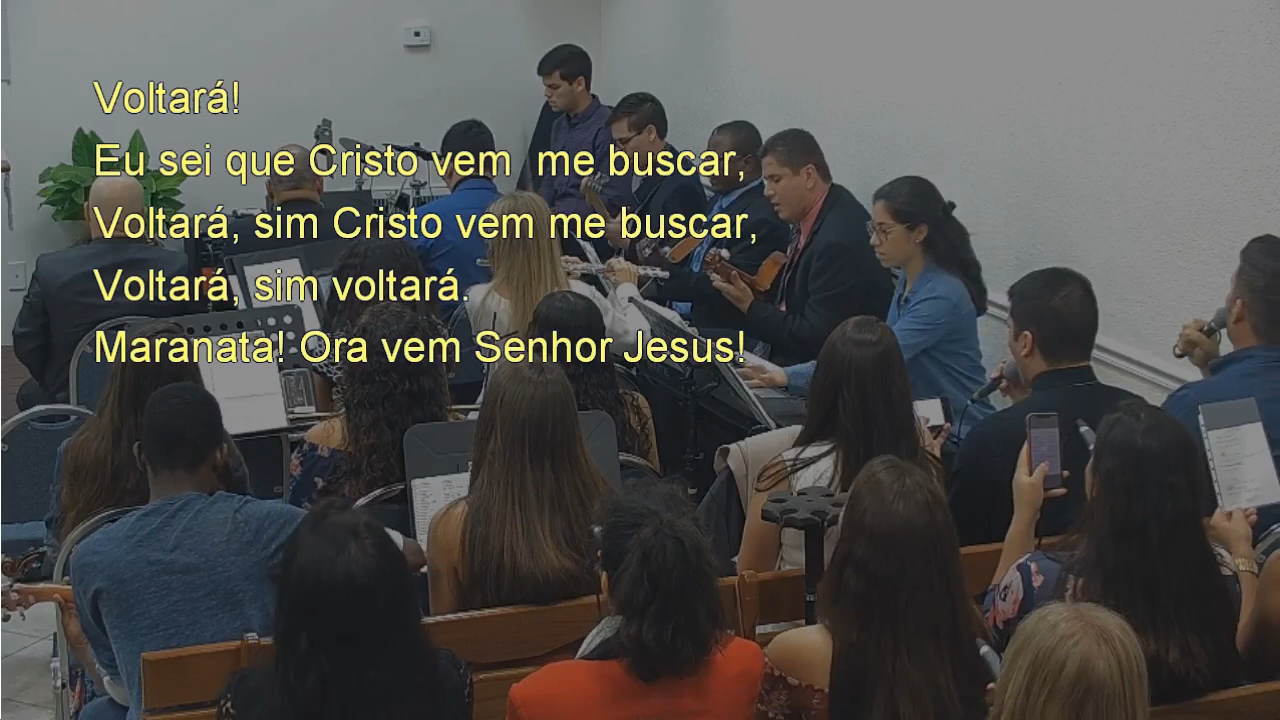 Voltará!
Eu sei que Cristo vem  me buscar,
Voltará, sim Cristo vem me buscar,
Voltará, sim voltará.
Maranata! Ora vem Senhor Jesus!